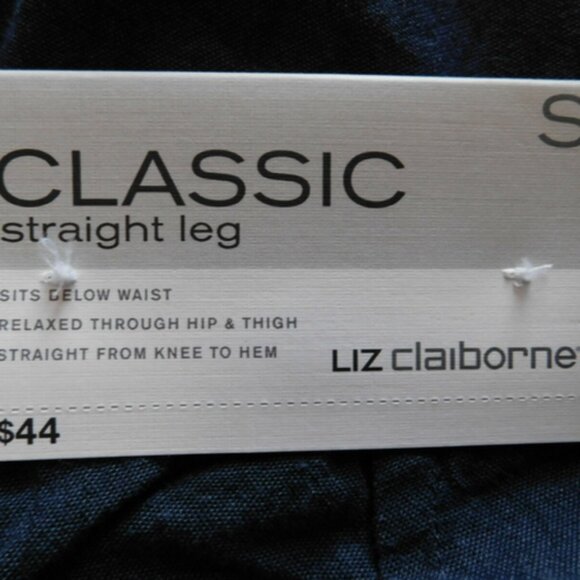 S
CLASSIC
straight leg
SITS BELOW WAIST
RELAXED THROUGH HIP & THIGH
STRAIGHT FROM KNEE TO HEM
LIZ claiborne
$44